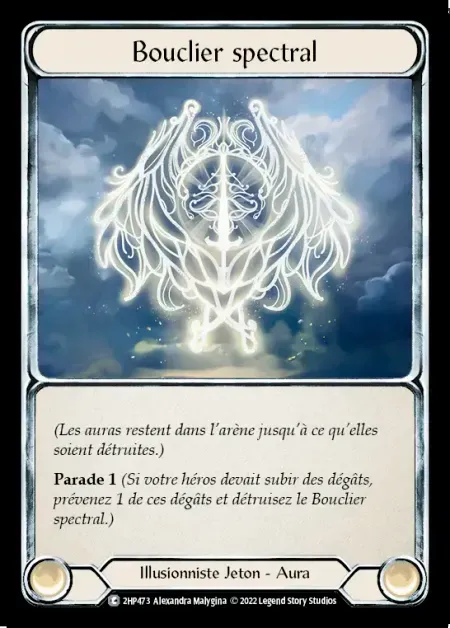 Bouclier spectral
(Les auras restent dans l'arène jusqu'à ce qu'elles
soient détruites.)
Parade 1 (Si votre héros devait subir des dégâts,
prévenez 1 de ces dégâts et détruisez le Bouclier
spectral.)
Illusionniste Jeton - Aura
C 2HP473 Alexandra Malygina © 2022 Legend Story Studios